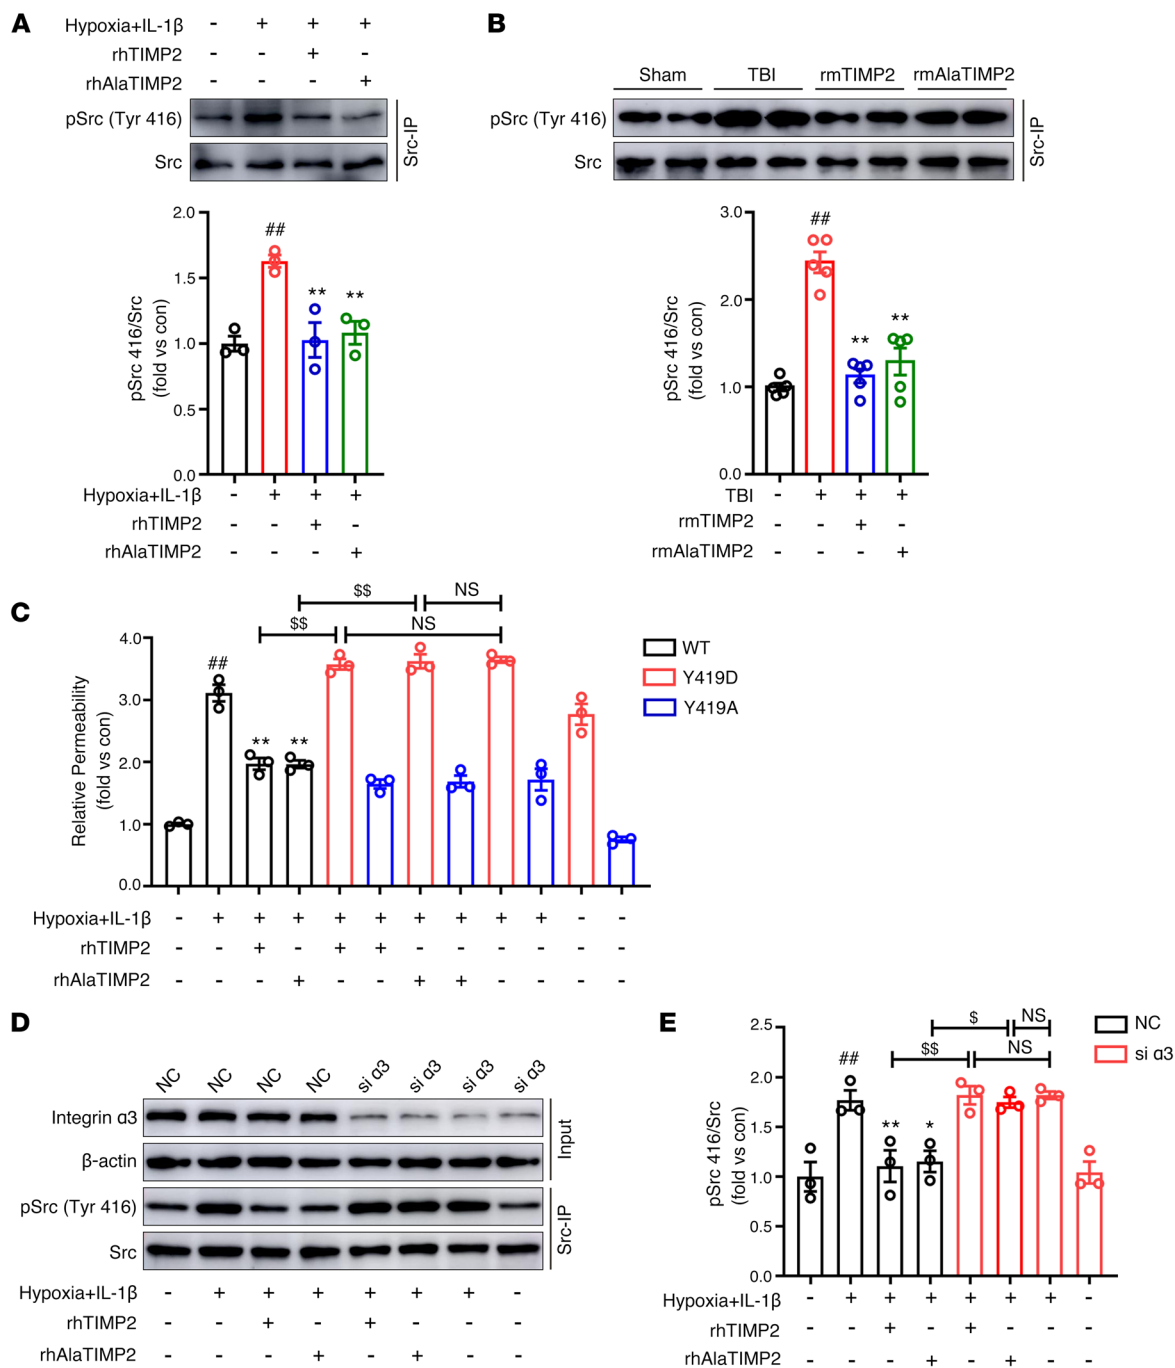 A
Hypoxia+IL-1β - + + +
rhTIMP2 - - + -
rhAlaTIMP2 - - - +
pSrc (Tyr 416)
Src
Src-IP
2.0
1.5
1.0
0.5
0.0
pSrc 416/Src
(fold vs con)
##
**
**
Hypoxia+IL-1β - + + +
rhTIMP2 - - + -
rhAlaTIMP2 - - - +
B
Sham TBI rmTIMP2 rmAlaTIMP2
pSrc (Tyr 416)
Src
Src-IP
3.0
2.0
1.0
0.0
pSrc 416/Src
(fold vs con)
##
**
**
TBI - + + +
rmTIMP2 - - + -
rmAlaTIMP2 - - - +
C
$$ NS
$$ NS
4.0
3.0
2.0
1.0
0.0
Relative Permeability
(fold vs con)
##
** **
WT
Y419D
Y419A
Hypoxia+IL-1β - + + + + + + + + + - -
rhTIMP2 - - + - + + - - - - - -
rhAlaTIMP2 - - - + - - + + - - - -
D
NC NC NC NC si α3 si α3 si α3 si α3
Integrin α3
β-actin
Input
pSrc (Tyr 416)
Src
Src-IP
Hypoxia+IL-1β - + + + + + + -
rhTIMP2 - - + - + - - -
rhAlaTIMP2 - - - + - + - -
E
$ NS
$$ NS
2.5
2.0
1.5
1.0
0.5
0.0
pSrc 416/Src
(fold vs con)
##
**
*
NC
si α3
Hypoxia+IL-1β - + + + + + + -
rhTIMP2 - - + - + - - -
rhAlaTIMP2 - - - + - + - -